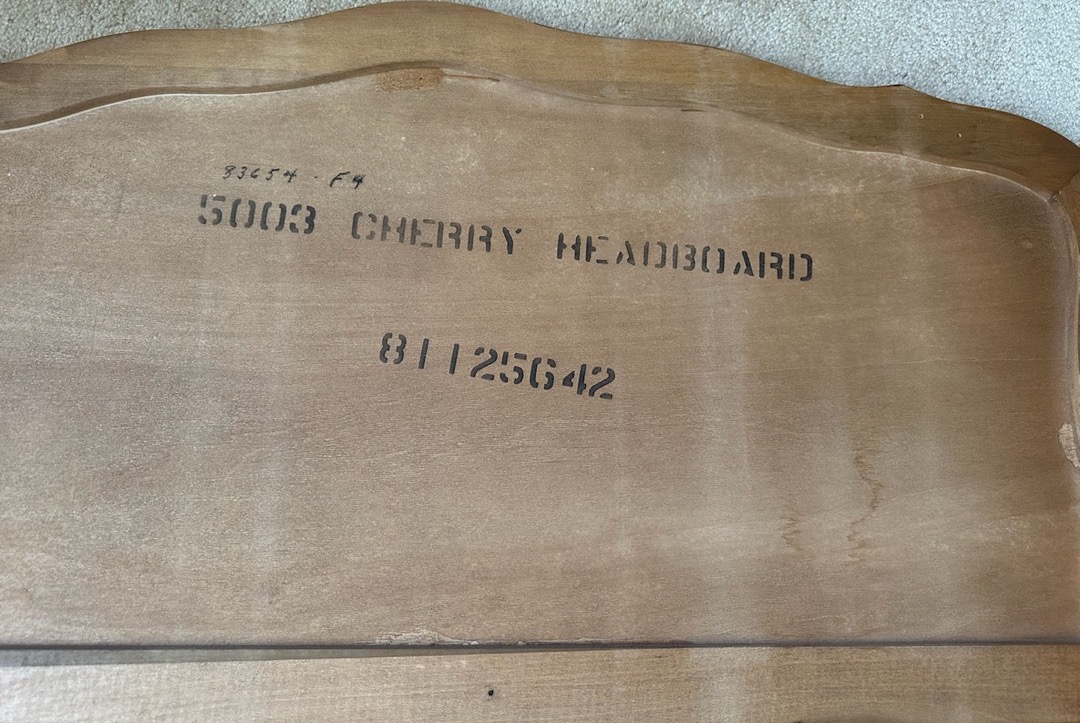 83654 - F4
5003 CHERRY HEADBOARD
81125642